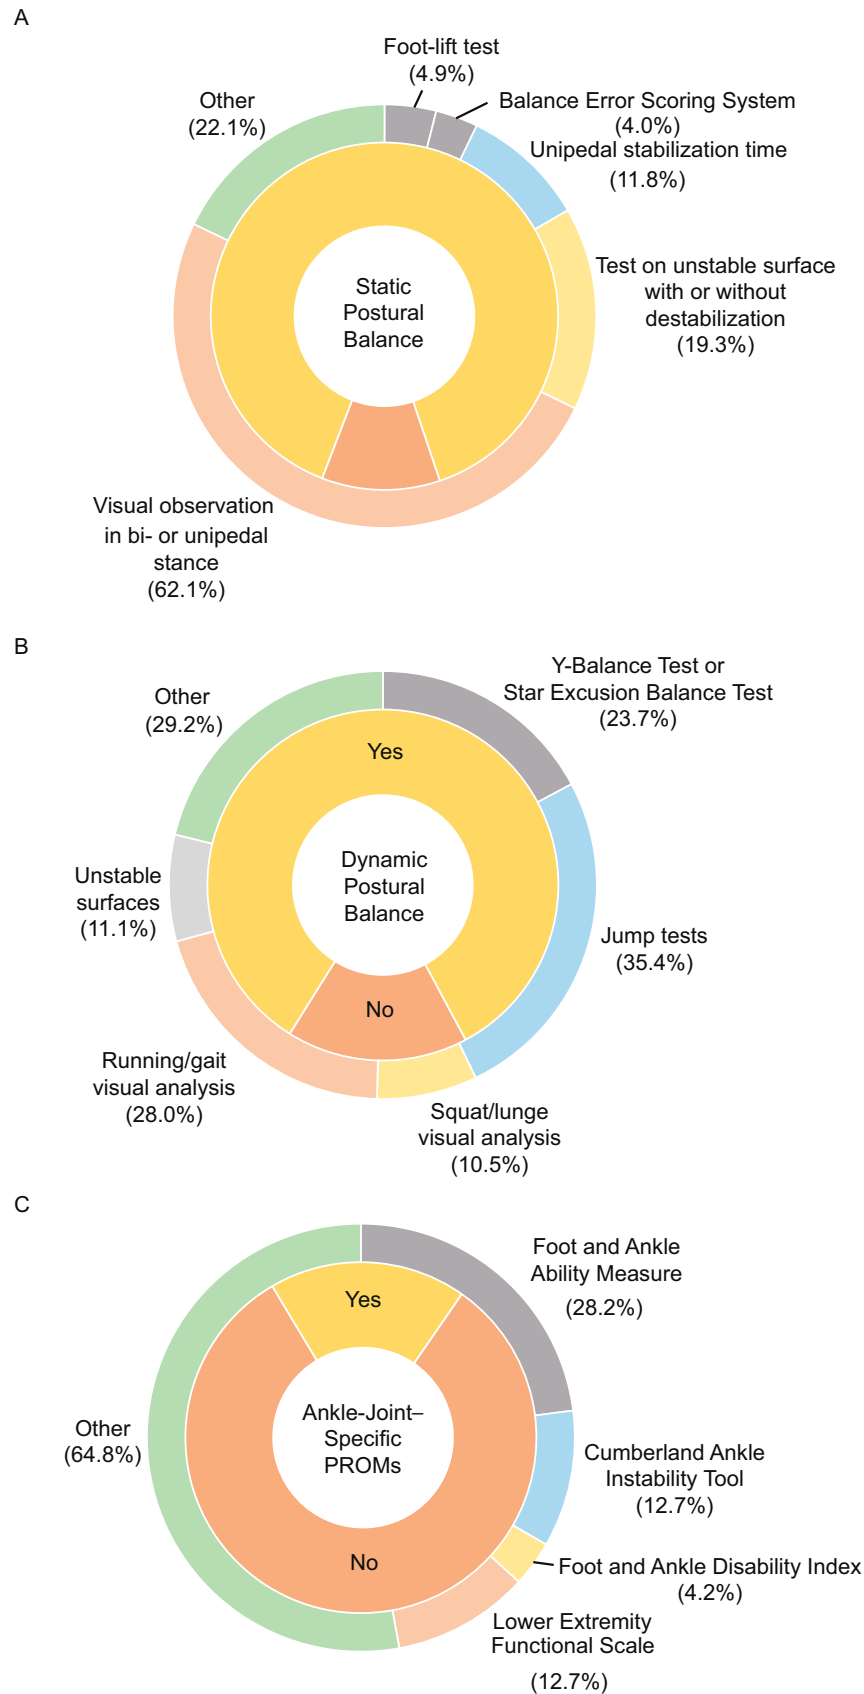 A
Foot-lift test
(4.9%)
Balance Error Scoring System
(4.0%)
Unipedal stabilization time
(11.8%)
Other
(22.1%)
Test on unstable surface
with or without
destabilization
(19.3%)
Static
Postural
Balance
Visual observation
in bi- or unipedal
stance
(62.1%)
B
Y-Balance Test or
Star Excusion Balance Test
(23.7%)
Other
(29.2%)
Yes
Dynamic
Postural
Balance
Unstable
surfaces
(11.1%)
Jump tests
(35.4%)
No
Running/gait
visual analysis
(28.0%)
Squat/lunge
visual analysis
(10.5%)
C
Foot and Ankle
Ability Measure
(28.2%)
Yes
Ankle-Joint–
Specific
PROMs
Other
(64.8%)
Cumberland Ankle
Instability Tool
(12.7%)
No
Foot and Ankle Disability Index
(4.2%)
Lower Extremity
Functional Scale
(12.7%)